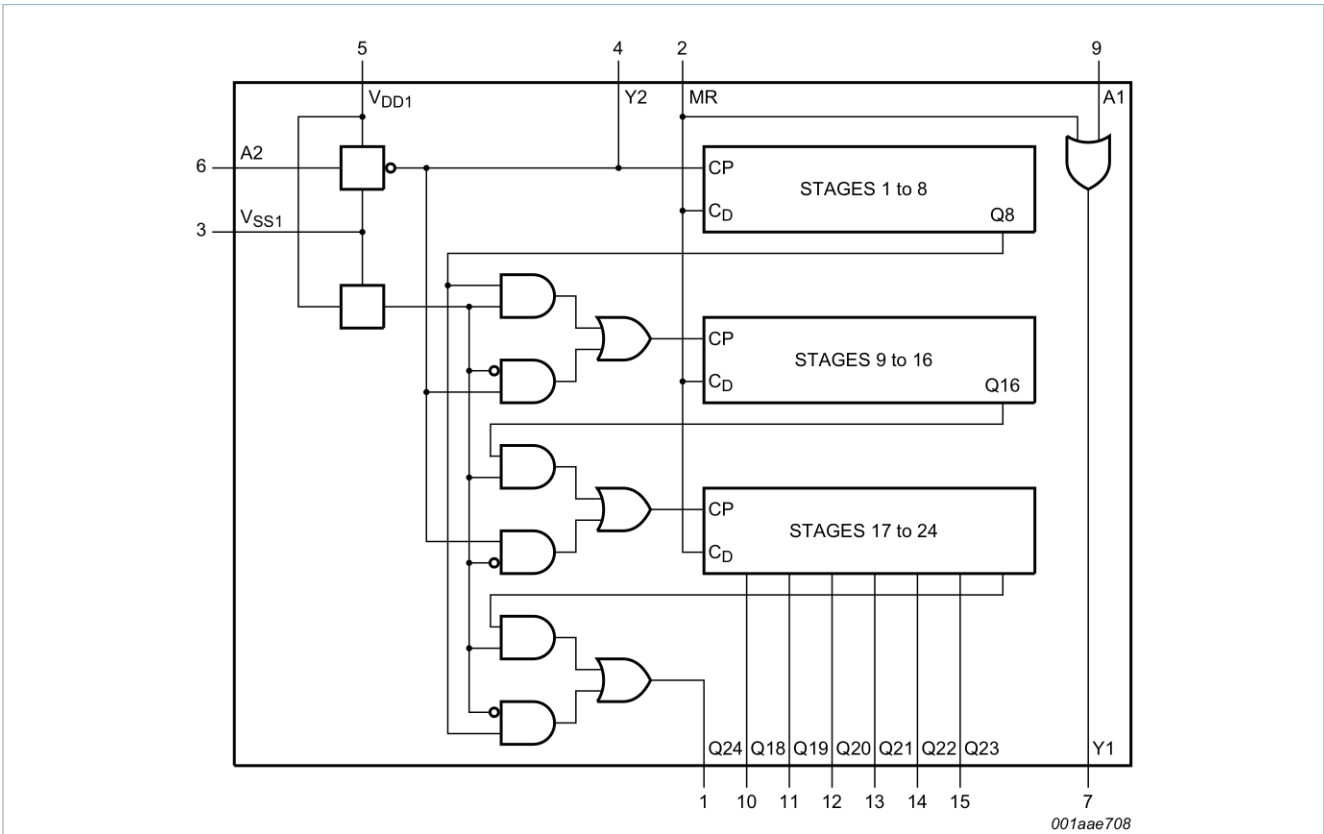 5 4 2 9
VDD1 Y2 MR A1
6 A2
CP
STAGES 1 to 8
CD
Q8
3 VSS1
CP
STAGES 9 to 16
CD
Q16
CP
STAGES 17 to 24
CD
Q24 Q18 Q19 Q20 Q21 Q22 Q23 Y1
1 10 11 12 13 14 15 7
001aae708